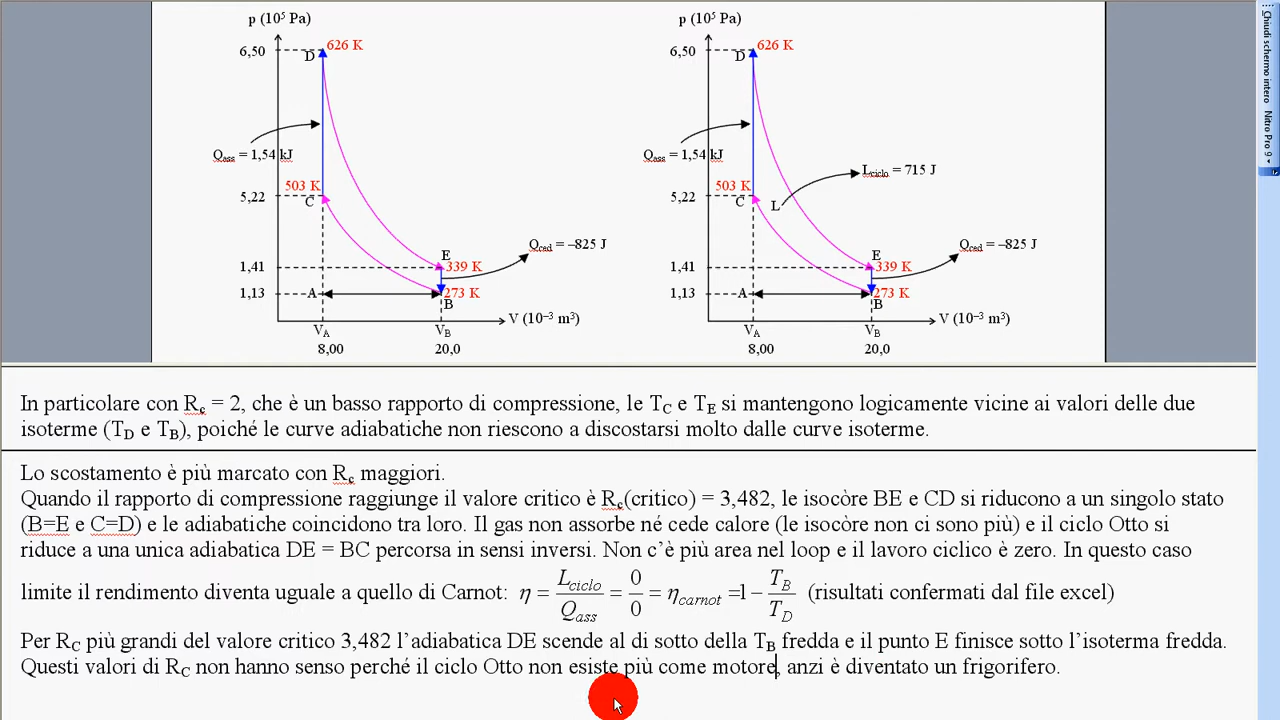 p (10⁵ Pa)
6,50
D
626 K
Qass = 1,54 kJ
503 K
5,22
C
E
Qced = –825 J
1,41
339 K
1,13
A
273 K
B
V (10⁻³ m³)
VA
VB
8,00
20,0
p (10⁵ Pa)
6,50
D
626 K
Qass = 1,54 kJ
Lciclo = 715 J
503 K
5,22
C
L
E
Qced = –825 J
1,41
339 K
1,13
A
273 K
B
V (10⁻³ m³)
VA
VB
8,00
20,0
Chiudi schermo intero Nitro Pro 9
In particolare con Rc = 2, che è un basso rapporto di compressione, le TC e TE si mantengono logicamente vicine ai valori delle due
isoterme (TD e TB), poiché le curve adiabatiche non riescono a discostarsi molto dalle curve isoterme.
Lo scostamento è più marcato con Rc maggiori.
Quando il rapporto di compressione raggiunge il valore critico è Rc(critico) = 3,482, le isocòre BE e CD si riducono a un singolo stato
(B=E e C=D) e le adiabatiche coincidono tra loro. Il gas non assorbe né cede calore (le isocòre non ci sono più) e il ciclo Otto si
riduce a una unica adiabatica DE = BC percorsa in sensi inversi. Non c’è più area nel loop e il lavoro ciclico è zero. In questo caso
limite il rendimento diventa uguale a quello di Carnot: η = Lciclo/Qass = 0/0 = ηcarnot =1− TB/TD (risultati confermati dal file excel)
Per RC più grandi del valore critico 3,482 l’adiabatica DE scende al di sotto della TB fredda e il punto E finisce sotto l’isoterma fredda.
Questi valori di RC non hanno senso perché il ciclo Otto non esiste più come motore, anzi è diventato un frigorifero.